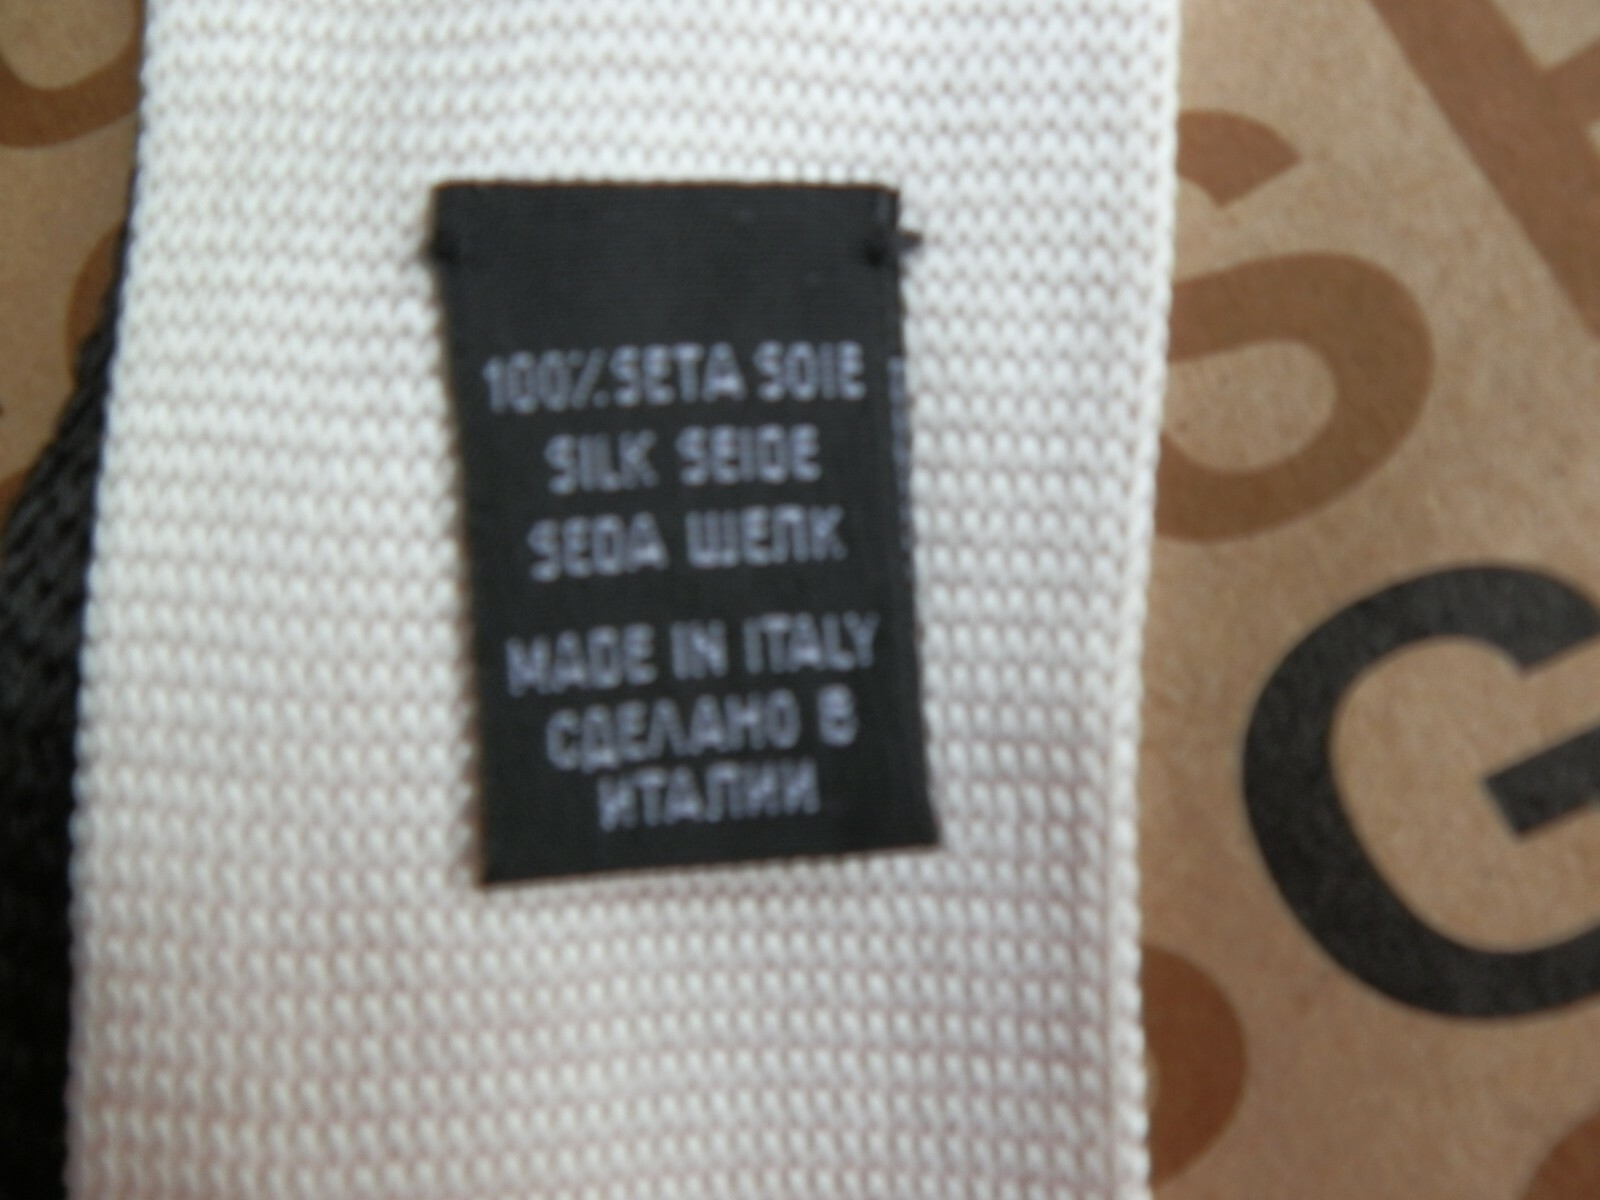 100% SETA SOIE
SILK SEIDE
SEDA ШЕЛК
MADE IN ITALY
СДЕЛАНО В
ИТАЛИИ
G